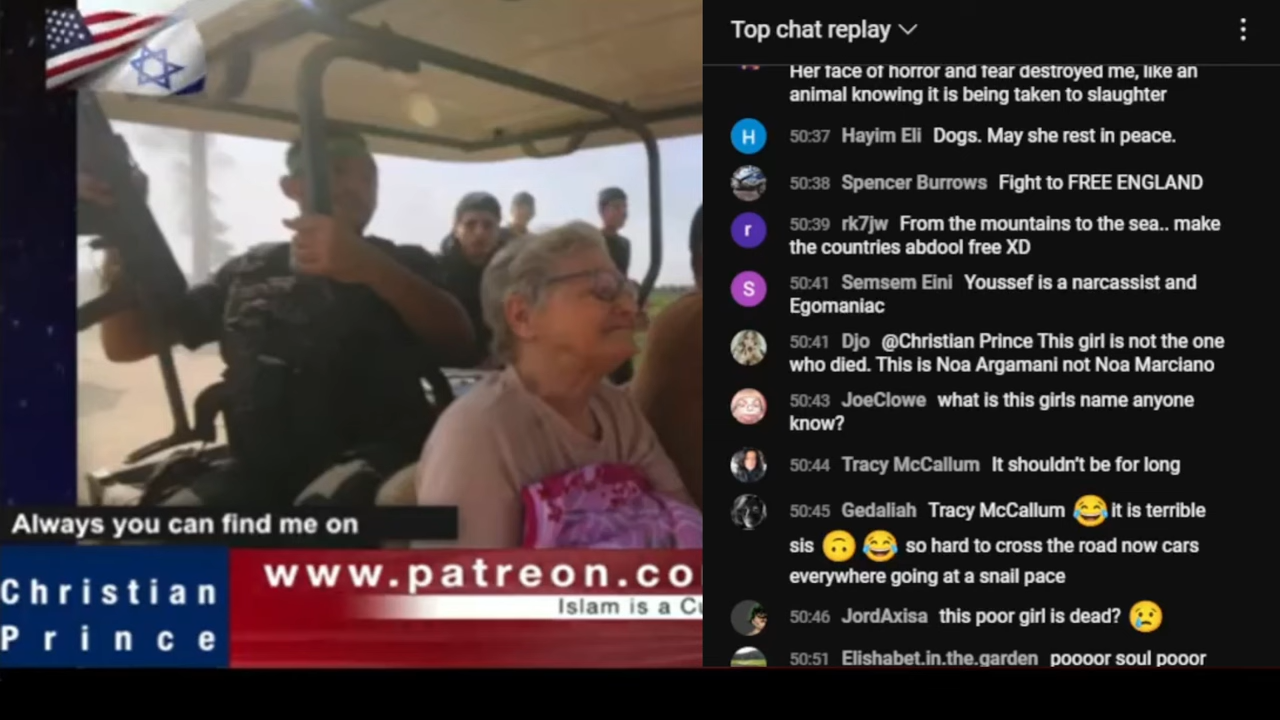 Top chat replay
Her face of horror and fear destroyed me, like an
animal knowing it is being taken to slaughter
H
50:37 Hayim Eli Dogs. May she rest in peace.
50:38 Spencer Burrows Fight to FREE ENGLAND
r
50:39 rk7jw From the mountains to the sea.. make
the countries abdool free XD
S
50:41 Semsem Eini Youssef is a narcassist and
Egomaniac
50:41 Djo @Christian Prince This girl is not the one
who died. This is Noa Argamani not Noa Marciano
50:43 JoeClowe what is this girls name anyone
know?
50:44 Tracy McCallum It shouldn't be for long
50:45 Gedaliah Tracy McCallum 😂 it is terrible
sis 🙃 😂 so hard to cross the road now cars
everywhere going at a snail pace
50:46 JordAxisa this poor girl is dead? 😢
50:51 Elishabet.in.the.garden poooor soul pooor
Always you can find me on
Christian
Prince
www.patreon.co
Islam is a Cu